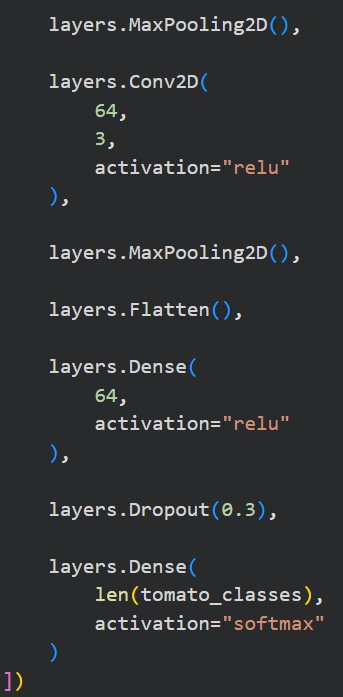 layers.MaxPooling2D(),
    layers.Conv2D(
        64,
        3,
        activation="relu"
    ),
    layers.MaxPooling2D(),
    layers.Flatten(),
    layers.Dense(
        64,
        activation="relu"
    ),
    layers.Dropout(0.3),
    layers.Dense(
        len(tomato_classes),
        activation="softmax"
    )
])